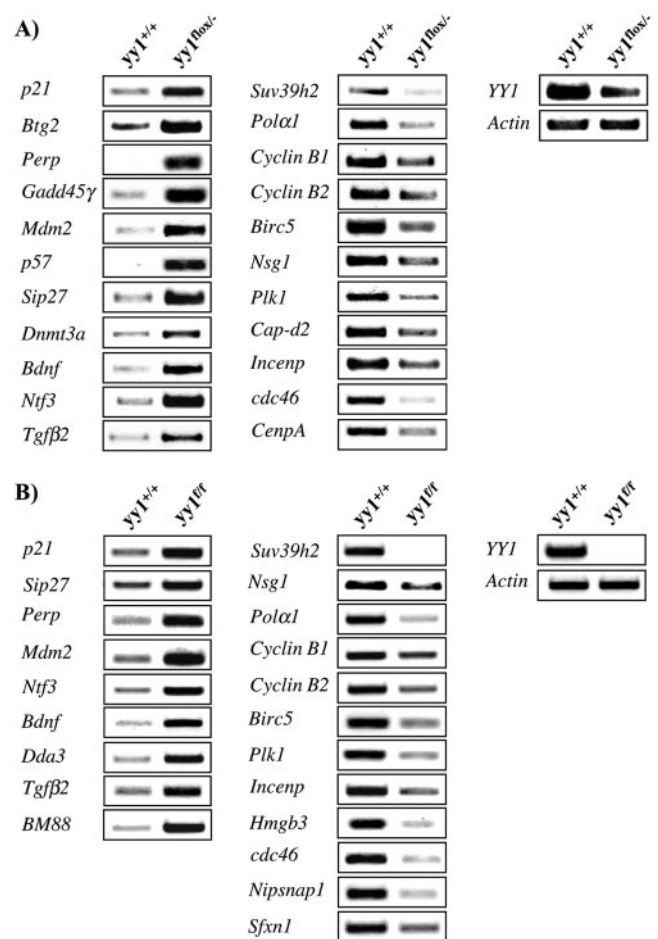 A)
yy1+/+ yy1flox/-
p21
Btg2
Perp
Gadd45γ
Mdm2
p57
Sip27
Dnmt3a
Bdnf
Ntf3
Tgfβ2
yy1+/+ yy1flox/-
Suv39h2
Polα1
Cyclin B1
Cyclin B2
Birc5
Nsg1
Plk1
Cap-d2
Incenp
cdc46
CenpA
yy1+/+ yy1flox/-
YY1
Actin
B)
yy1+/+ yy1f/f
p21
Sip27
Perp
Mdm2
Ntf3
Bdnf
Dda3
Tgfβ2
BM88
yy1+/+ yy1f/f
Suv39h2
Nsg1
Polα1
Cyclin B1
Cyclin B2
Birc5
Plk1
Incenp
Hmgb3
cdc46
Nipsnap1
Sfxn1
yy1+/+ yy1f/f
YY1
Actin